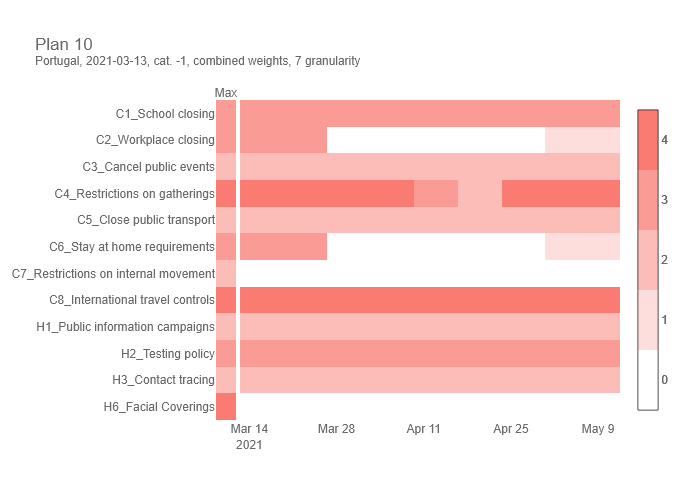 Plan 10
Portugal, 2021-03-13, cat. -1, combined weights, 7 granularity
Max
C1_School closing
C2_Workplace closing
C3_Cancel public events
C4_Restrictions on gatherings
C5_Close public transport
C6_Stay at home requirements
C7_Restrictions on internal movement
C8_International travel controls
H1_Public information campaigns
H2_Testing policy
H3_Contact tracing
H6_Facial Coverings
Mar 14
2021
Mar 28
Apr 11
Apr 25
May 9
4
3
2
1
0